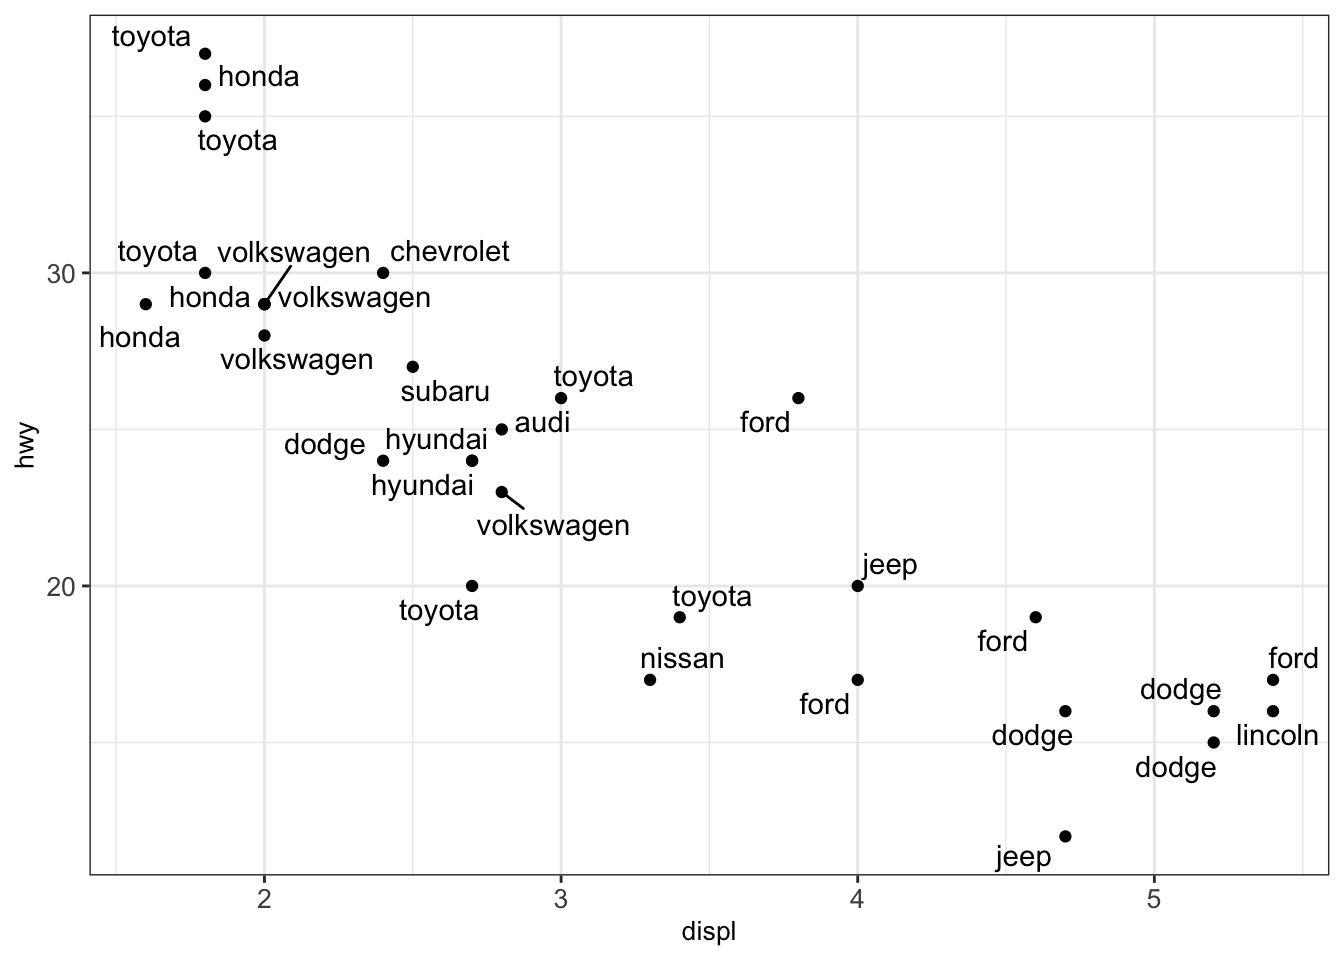 toyota
honda
toyota
toyota volkswagen chevrolet
30
honda volkswagen
honda
volkswagen
toyota
subaru
audi
ford
hyundai
dodge
hyundai
volkswagen
jeep
20
toyota
toyota
ford
nissan
ford
dodge
ford
dodge
lincoln
dodge
jeep
2 3 4 5
displ
hwy